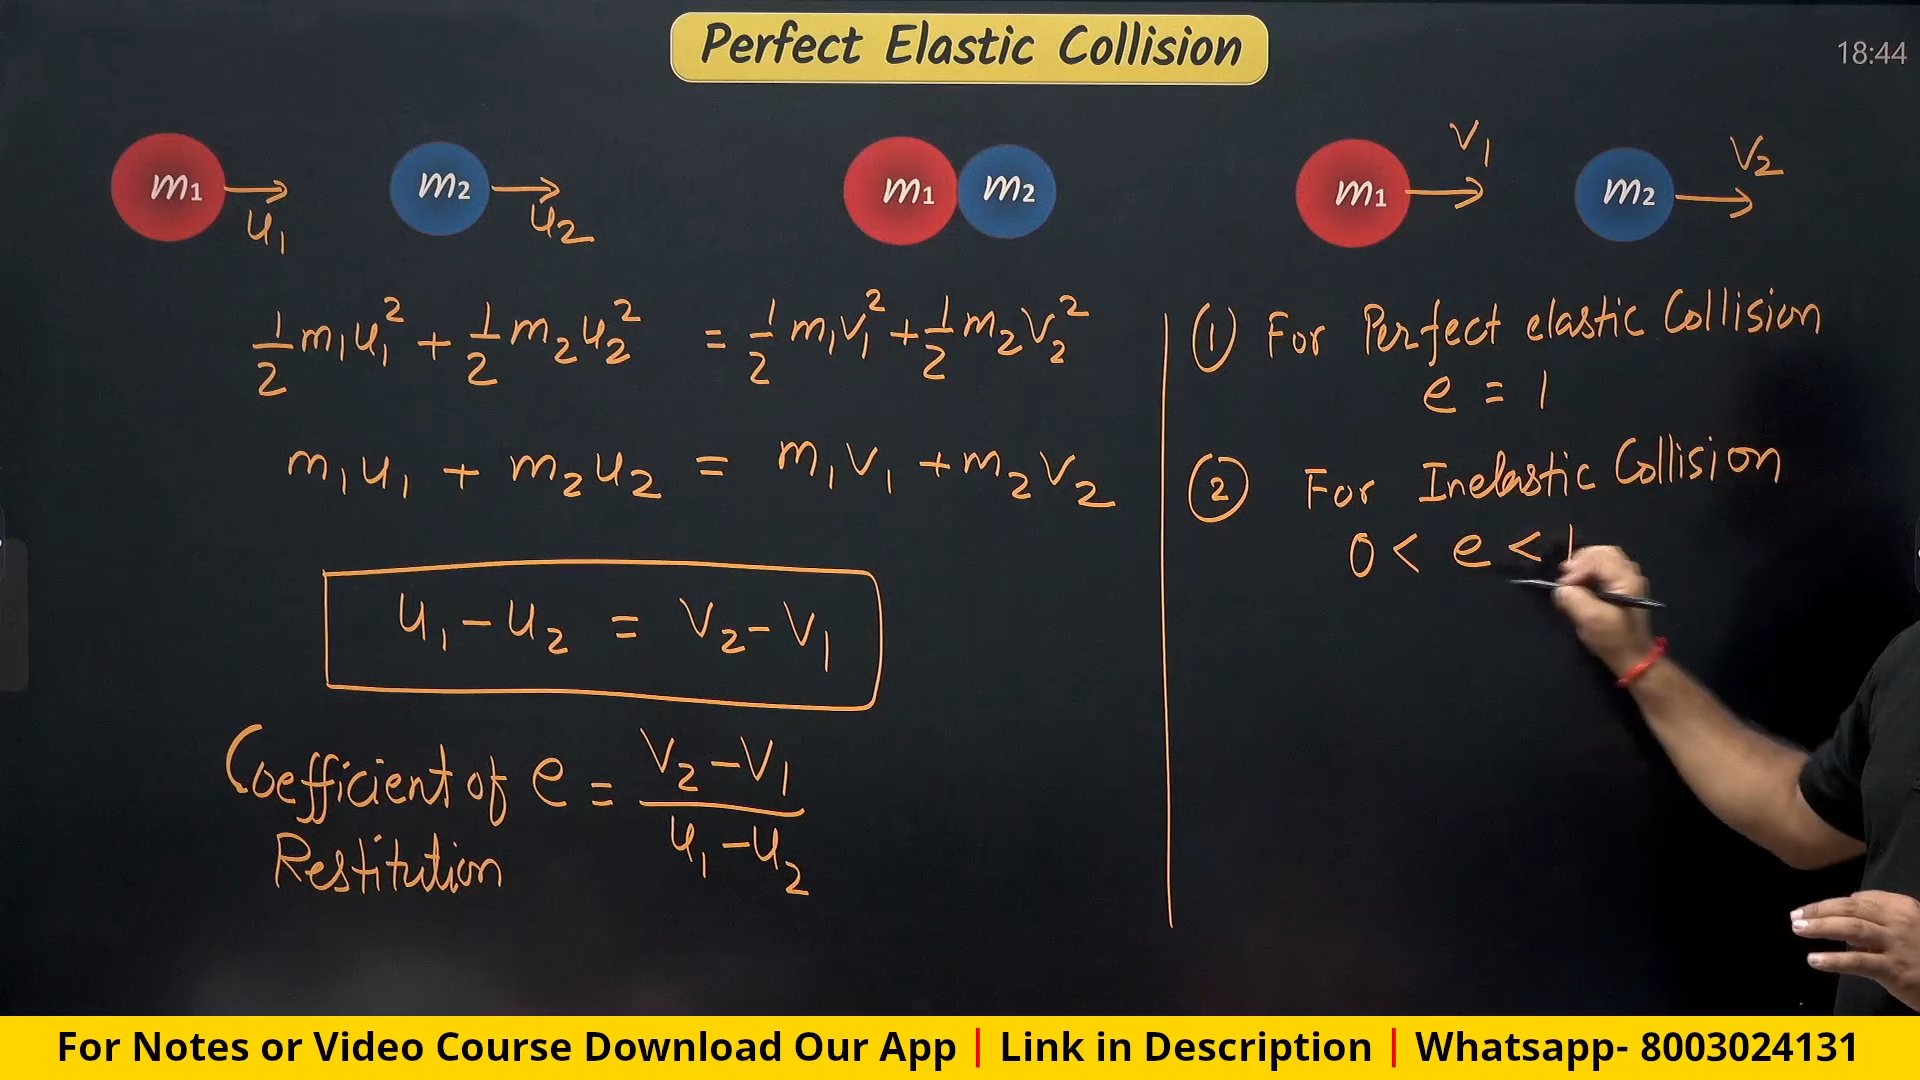 Perfect Elastic Collision
18:44
m₁ u₁ m₂ u₂ m₁ m₂ m₁ v₁ m₂ v₂
½m₁u₁² + ½m₂u₂² = ½m₁v₁² + ½m₂v₂²
m₁u₁ + m₂u₂ = m₁v₁ + m₂v₂
u₁ - u₂ = v₂ - v₁
Coefficient of e = (v₂ - v₁)/(u₁ - u₂)
Restitution
① For Perfect elastic Collision
e = 1
② For Inelastic Collision
0 < e < 1
For Notes or Video Course Download Our App | Link in Description | Whatsapp- 8003024131